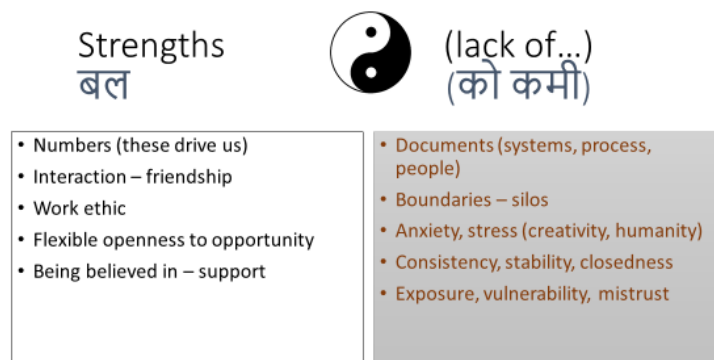 Strengths
बल
(lack of...)
(को कमी)
• Numbers (these drive us)
• Interaction – friendship
• Work ethic
• Flexible openness to opportunity
• Being believed in – support
• Documents (systems, process,
people)
• Boundaries – silos
• Anxiety, stress (creativity, humanity)
• Consistency, stability, closedness
• Exposure, vulnerability, mistrust